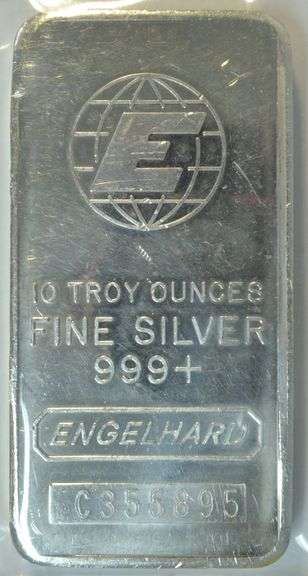 E
10 TROY OUNCES
FINE SILVER
999+
ENGELHARD
C355895